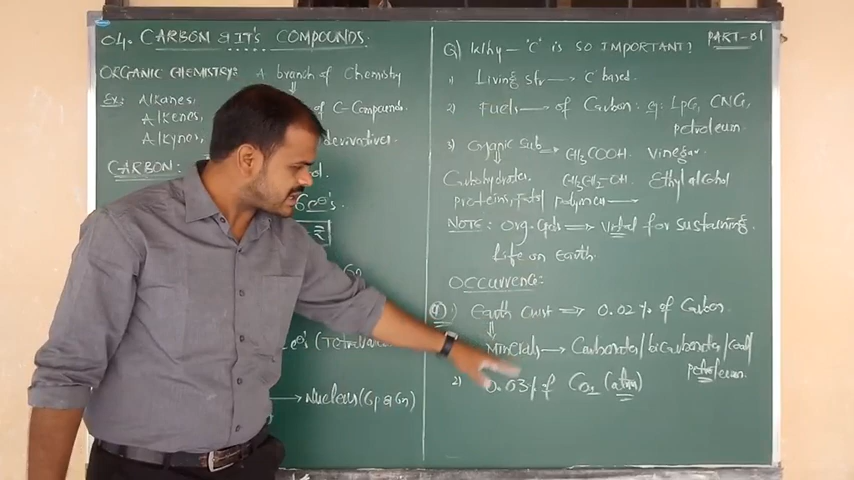 04. CARBON & IT'S COMPOUNDS.
ORGANIC CHEMISTRY: A branch of Chemistry
Ex: Alkanes, of C-Compounds.
Alkenes,
Alkynes, derivatives.
CARBON:
6e⊖'s.
→ Nucleus (6p & 6n)
PART-01
Q) Why - 'C' is SO IMPORTANT?
1) Living str → C based.
2) Fuels → of Carbon: eg: LPG, CNG,
petroleum.
3) Organic Sub ⇒ CH3COOH. Vinegar.
Carbohydrates CH3CH2-OH. Ethyl alcohol
proteins, Fats/ polymers →
NOTE: Org. Cpds ⇒ Vital for sustaining
Life on Earth.
OCCURRENCE:
1) Earth Crust ⇒ 0.02% of Carbon.
Minerals → Carbonates/bicarbonates/coal/
petroleum.
2) 0.03% of CO2 (atm)